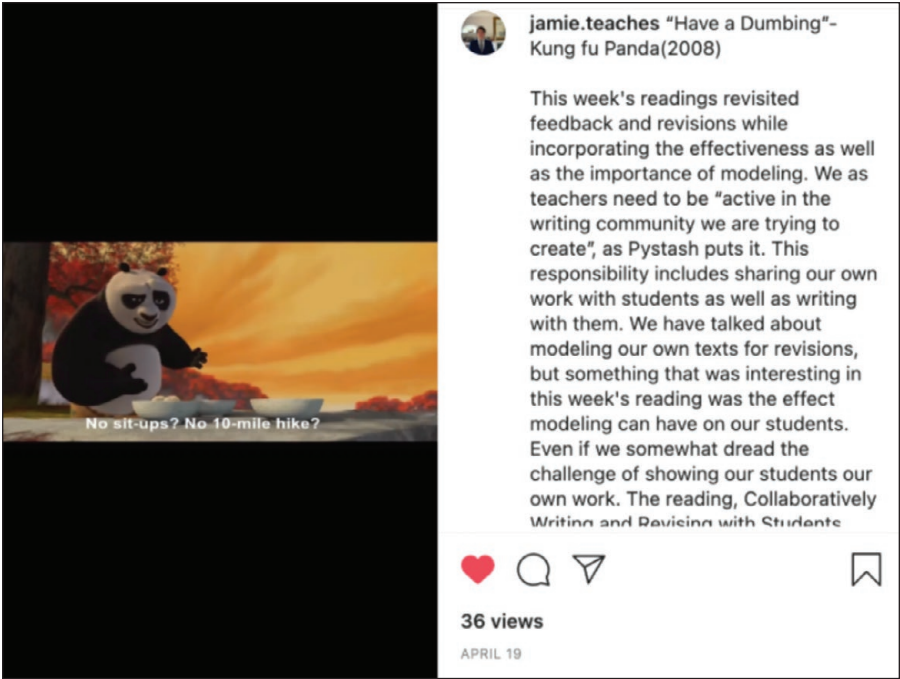 jamie.teaches “Have a Dumbing”-
Kung fu Panda(2008)
This week's readings revisited
feedback and revisions while
incorporating the effectiveness as well
as the importance of modeling. We as
teachers need to be “active in the
writing community we are trying to
create”, as Pystash puts it. This
responsibility includes sharing our own
work with students as well as writing
with them. We have talked about
modeling our own texts for revisions,
but something that was interesting in
this week's reading was the effect
modeling can have on our students.
Even if we somewhat dread the
challenge of showing our students our
own work. The reading, Collaboratively
Writing and Revising with Students
No sit-ups? No 10-mile hike?
36 views
APRIL 19